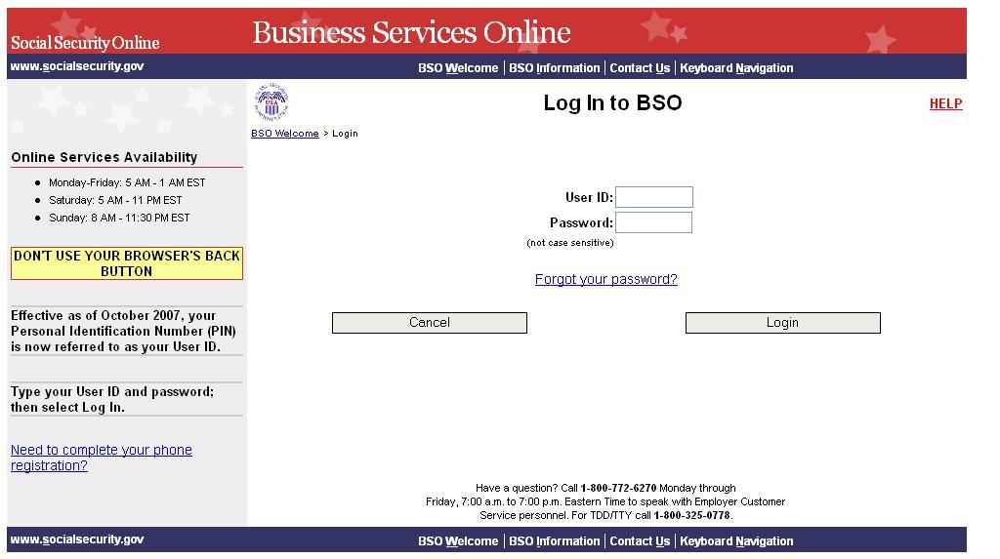 Social Security Online
Business Services Online
www.socialsecurity.gov
BSO Welcome | BSO Information | Contact Us | Keyboard Navigation
Log In to BSO
HELP
BSO Welcome > Login
Online Services Availability
• Monday-Friday: 5 AM - 1 AM EST
• Saturday: 5 AM - 11 PM EST
• Sunday: 8 AM - 11:30 PM EST
DON'T USE YOUR BROWSER'S BACK
BUTTON
Effective as of October 2007, your
Personal Identification Number (PIN)
is now referred to as your User ID.
Type your User ID and password;
then select Log In.
Need to complete your phone
registration?
User ID:
Password:
(not case sensitive)
Forgot your password?
Cancel
Login
Have a question? Call 1-800-772-6270 Monday through
Friday, 7:00 a.m. to 7:00 p.m. Eastern Time to speak with Employer Customer
Service personnel. For TDD/TTY call 1-800-325-0778.
www.socialsecurity.gov
BSO Welcome | BSO Information | Contact Us | Keyboard Navigation